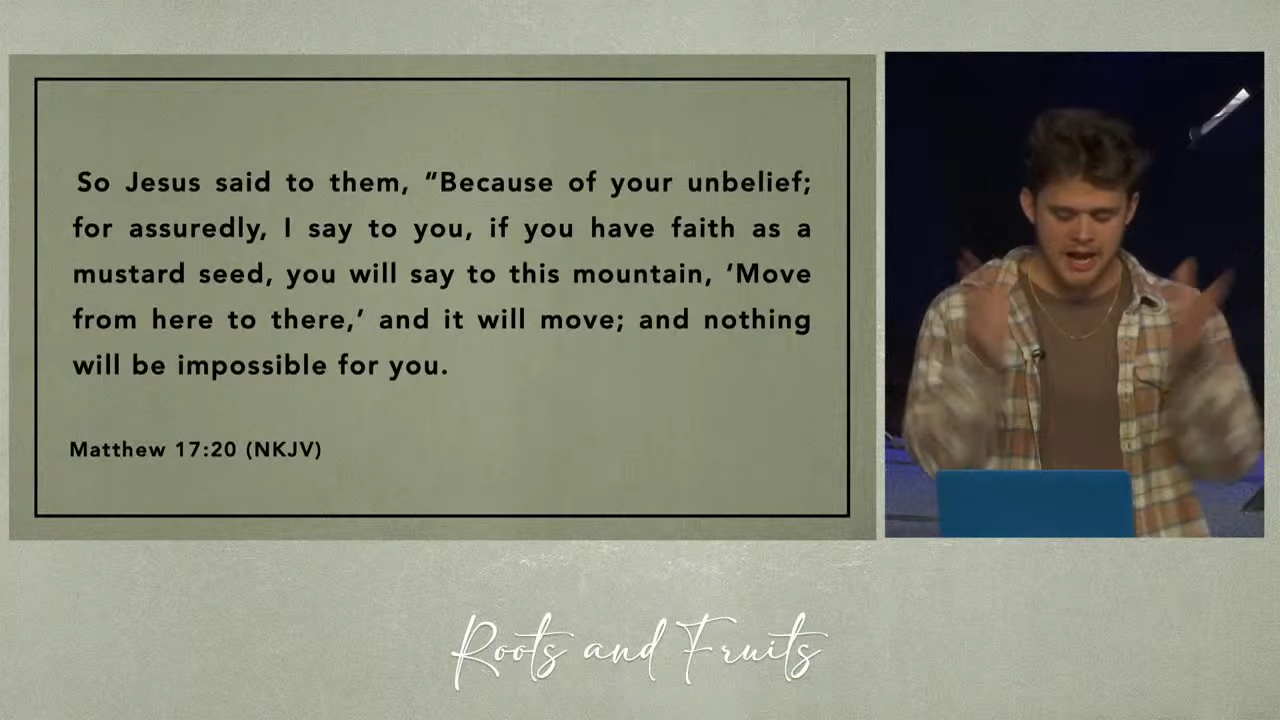 So Jesus said to them, “Because of your unbelief;
for assuredly, I say to you, if you have faith as a
mustard seed, you will say to this mountain, ‘Move
from here to there,’ and it will move; and nothing
will be impossible for you.
Matthew 17:20 (NKJV)
Roots and Fruits